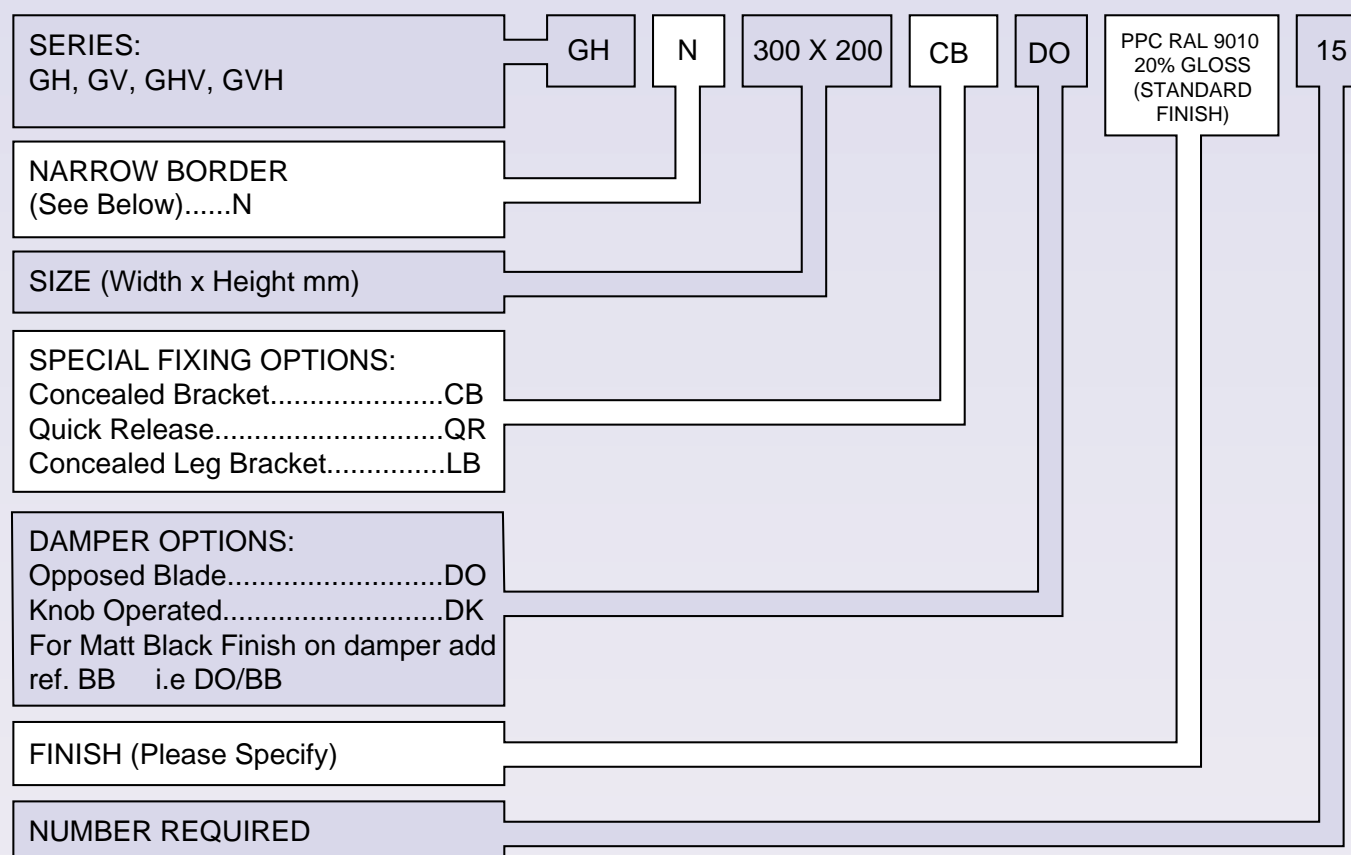 SERIES:
GH, GV, GHV, GVH
GH
N
300 X 200
CB
DO
PPC RAL 9010
20% GLOSS
(STANDARD
FINISH)
15
NARROW BORDER
(See Below)......N
SIZE (Width x Height mm)
SPECIAL FIXING OPTIONS:
Concealed Bracket......................CB
Quick Release.............................QR
Concealed Leg Bracket...............LB
DAMPER OPTIONS:
Opposed Blade...........................DO
Knob Operated............................DK
For Matt Black Finish on damper add
ref. BB i.e DO/BB
FINISH (Please Specify)
NUMBER REQUIRED